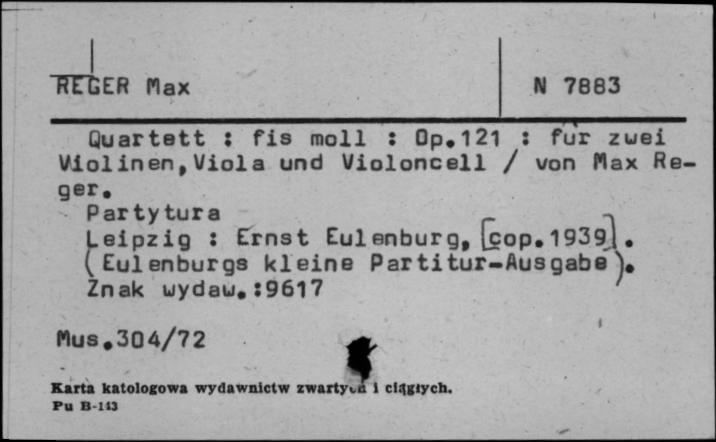 REGER Max N 7883
Quartett : fis moll : Op.121 : für zwei
Violinen,Viola und Violoncell / von Max Re-
ger.
Partytura
Leipzig : Ernst Eulenburg, [cop.1939].
(Eulenburgs kleine Partitur-Ausgabe).
Znak wydaw.:9617
Mus.304/72
Karta katologowa wydawnictw zwartych i ciągłych.
Pu B-143